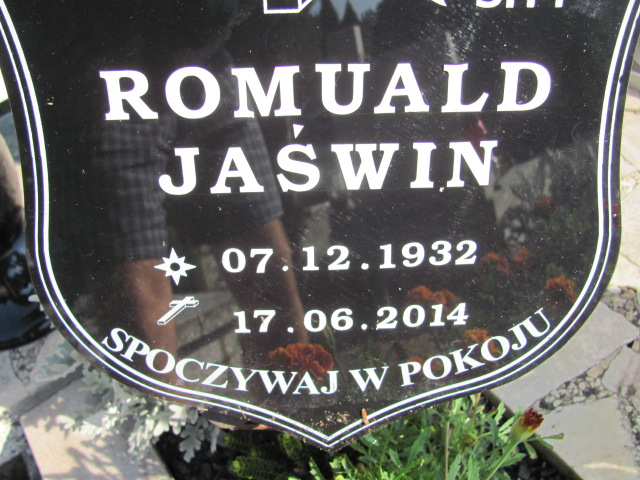 ROMUALD
JAŚWIN
07.12.1932
17.06.2014
SPOCZYWAJ W POKOJU